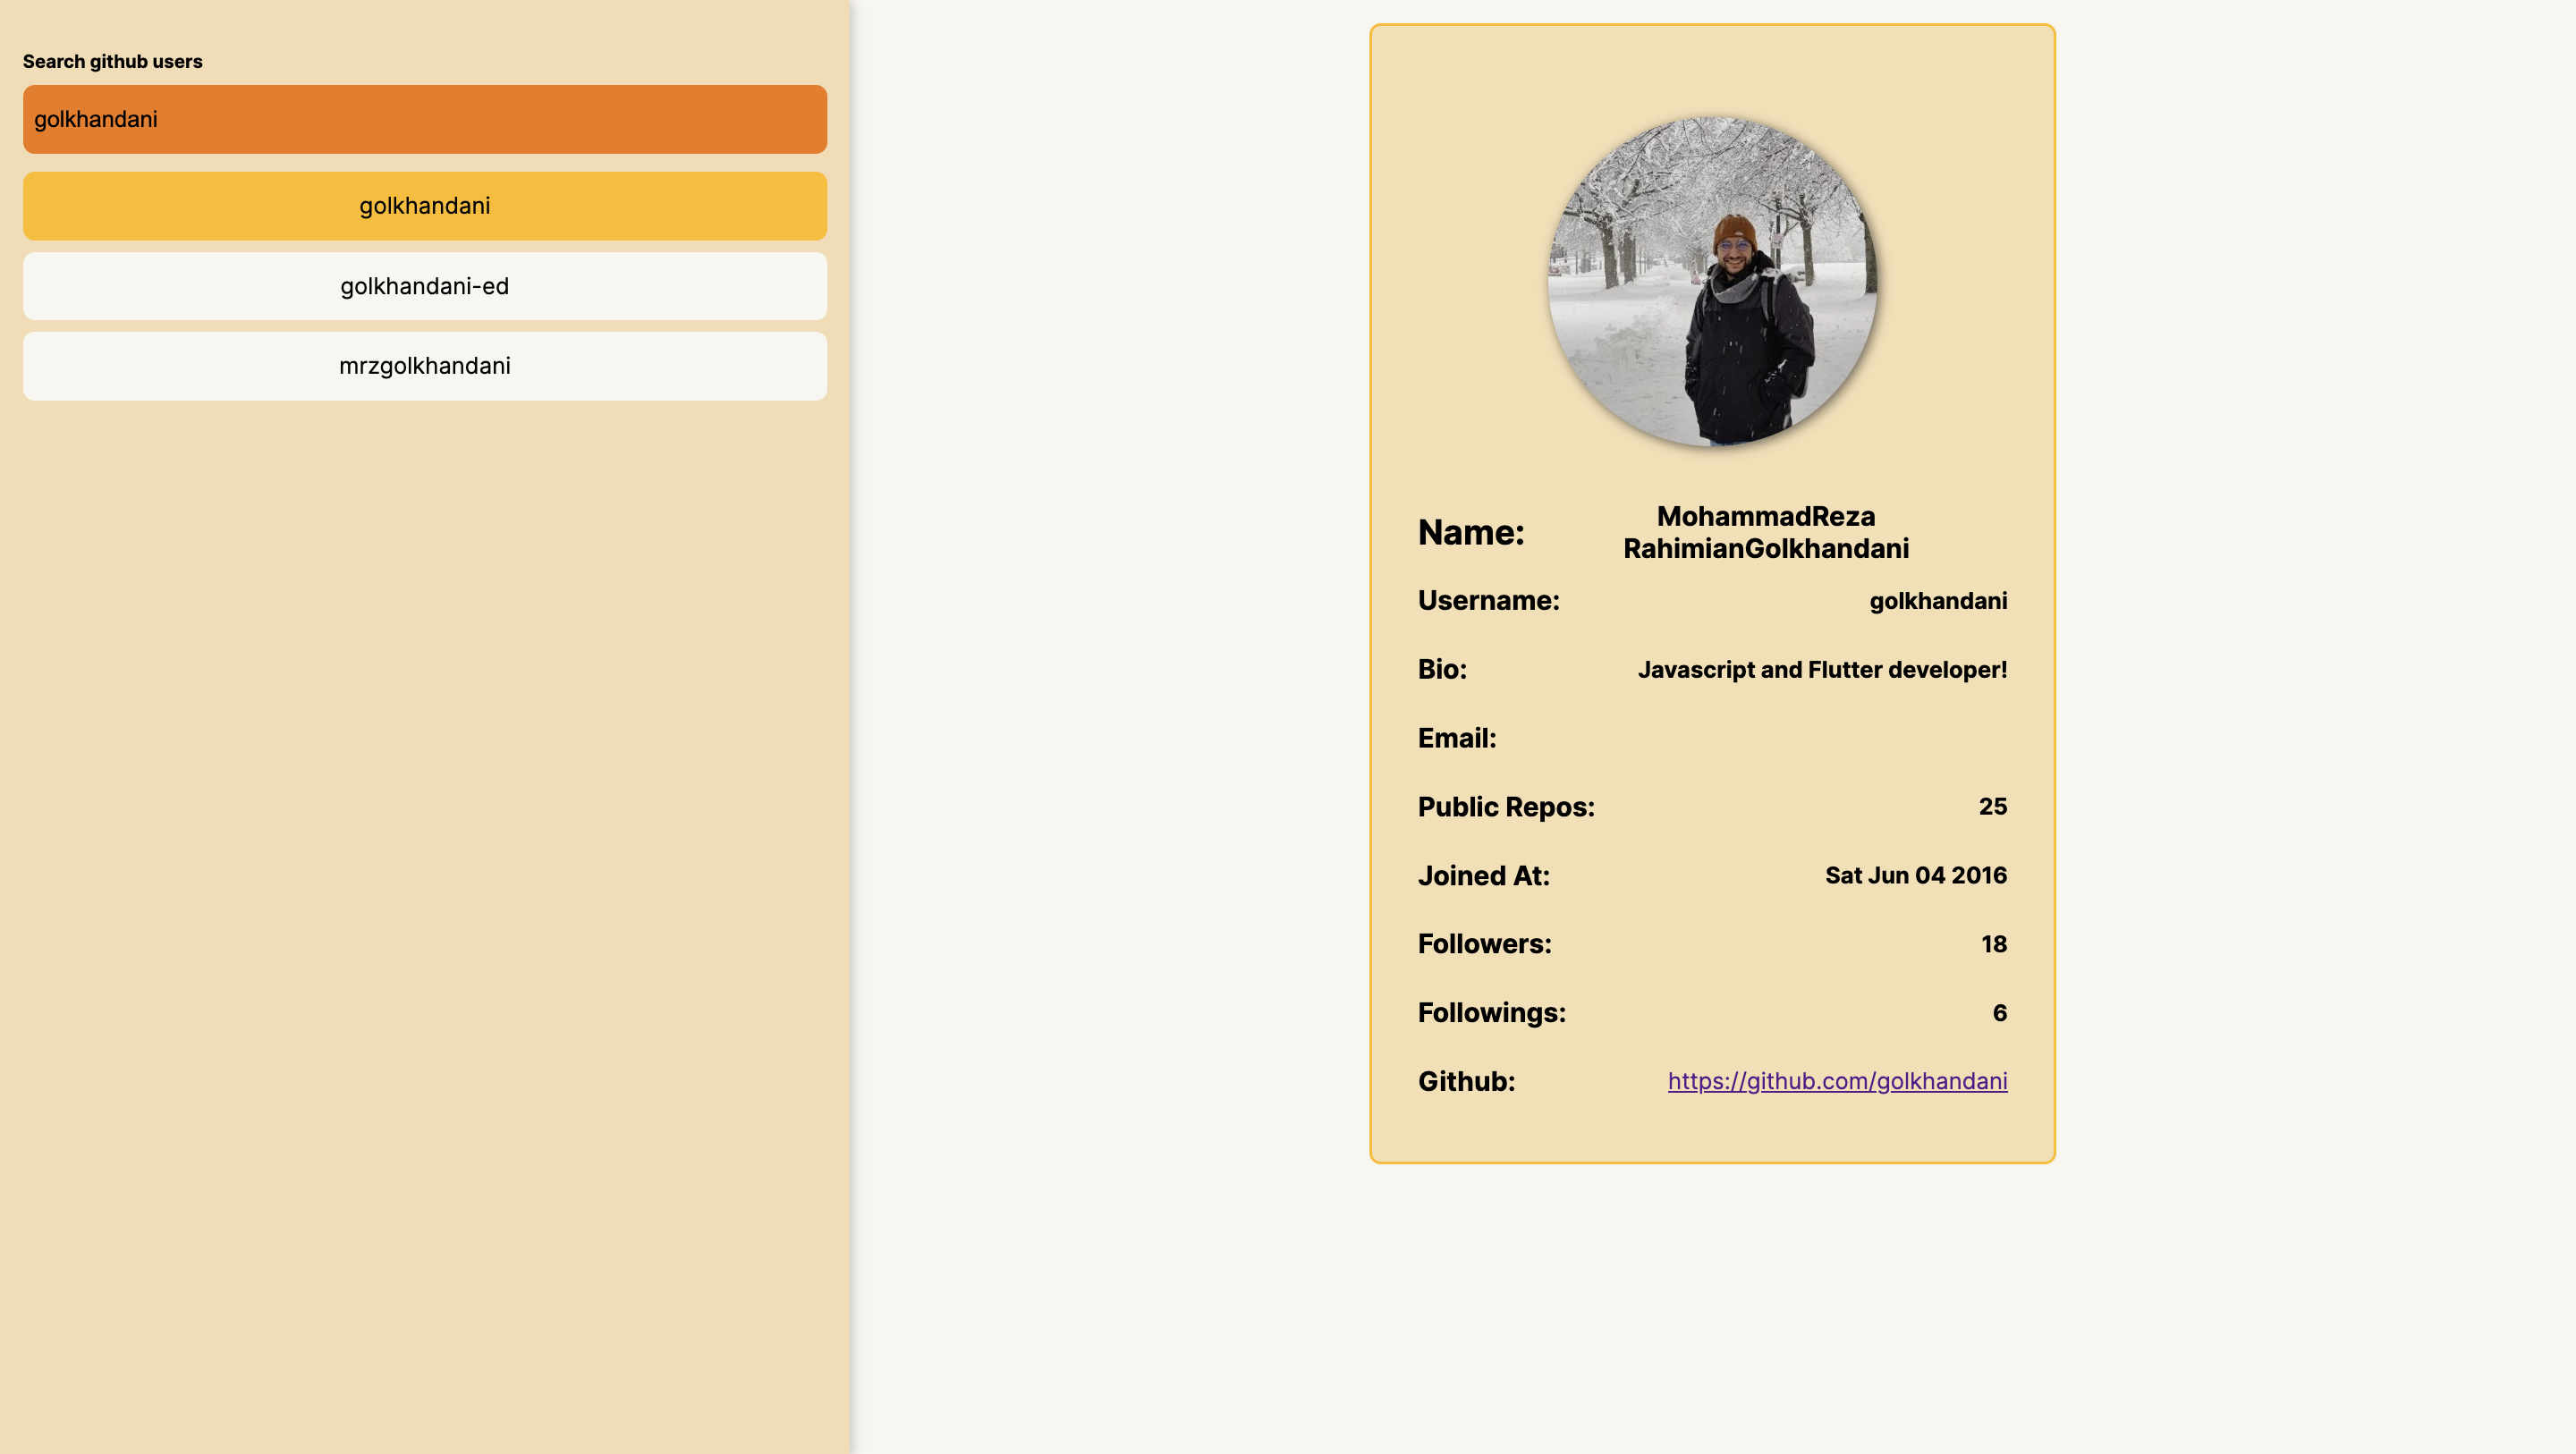 Search github users
golkhandani
golkhandani
golkhandani-ed
mrzgolkhandani
Name:
MohammadReza
RahimianGolkhandani
Username: golkhandani
Bio: Javascript and Flutter developer!
Email:
Public Repos: 25
Joined At: Sat Jun 04 2016
Followers: 18
Followings: 6
Github: https://github.com/golkhandani